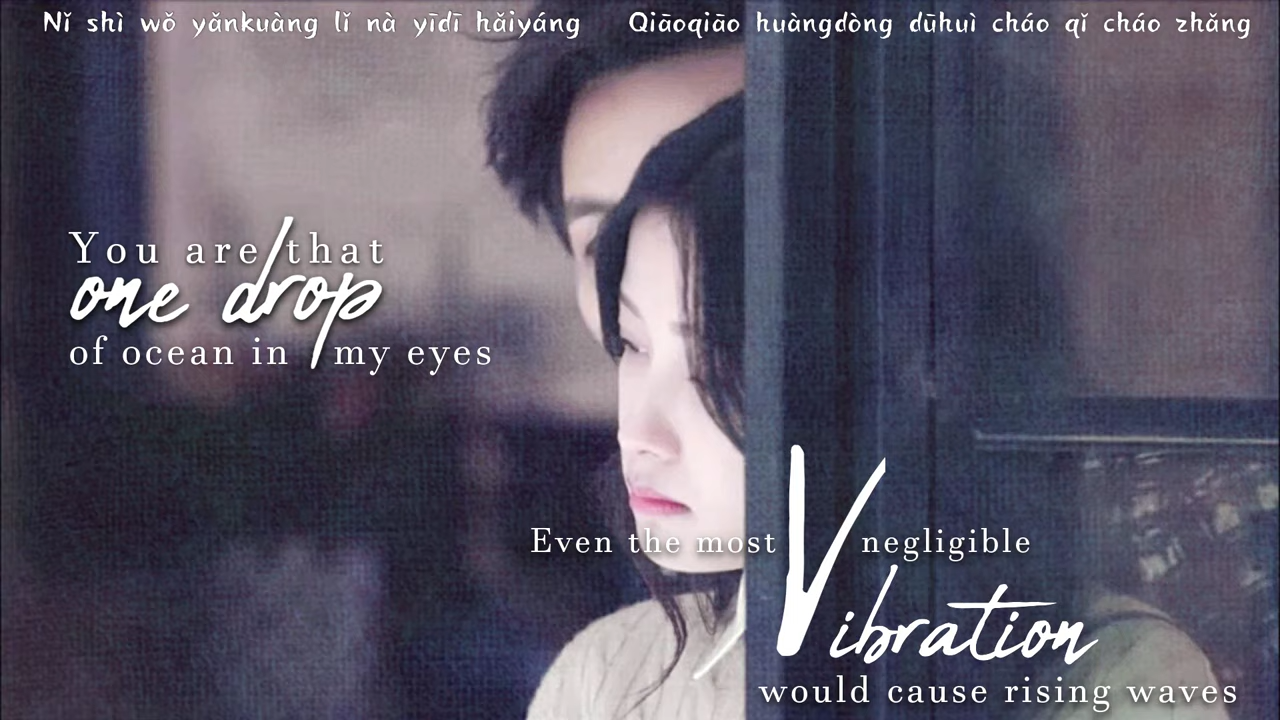 Nǐ shì wǒ yǎnkuàng lǐ nà yīdī hǎiyáng Qiāoqiāo huàngdòng dūhuì cháo qǐ cháo zhǎng
You are that
one drop
of ocean in my eyes
Even the most negligible
Vibration
would cause rising waves